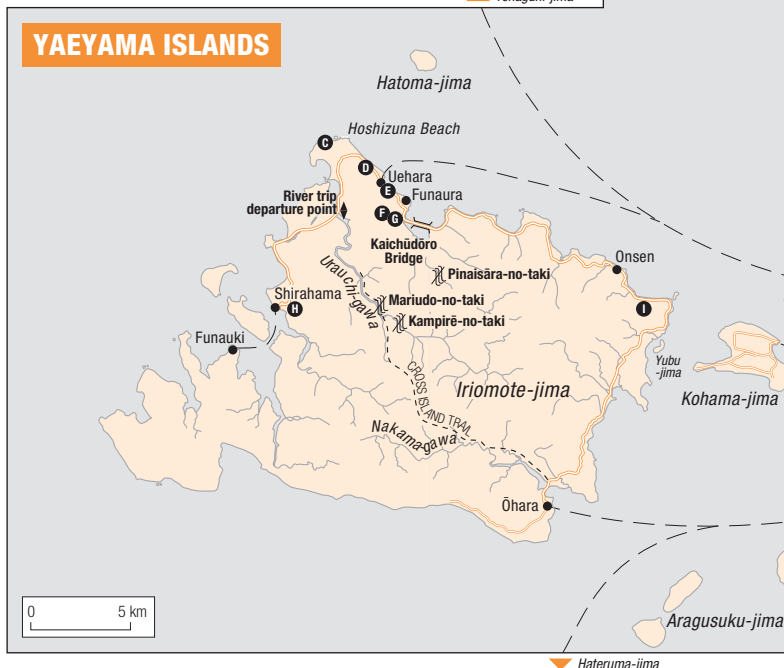 Yonaguni-jima
YAEYAMA ISLANDS
Hatoma-jima
Hoshizuna Beach
C
D
Uehara
E
Funaura
River trip
departure point
F
G
Kaichūdōro
Bridge
Onsen
Pinaisāra-no-taki
Urauchi-gawa
Mariudo-no-taki
Shirahama
H
I
Kampirē-no-taki
Funauki
Yubu
-jima
CROSS ISLAND TRAIL
Iriomote-jima
Kohama-jima
Nakama-gawa
Ōhara
0 5 km
Aragusuku-jima
Hateruma-jima